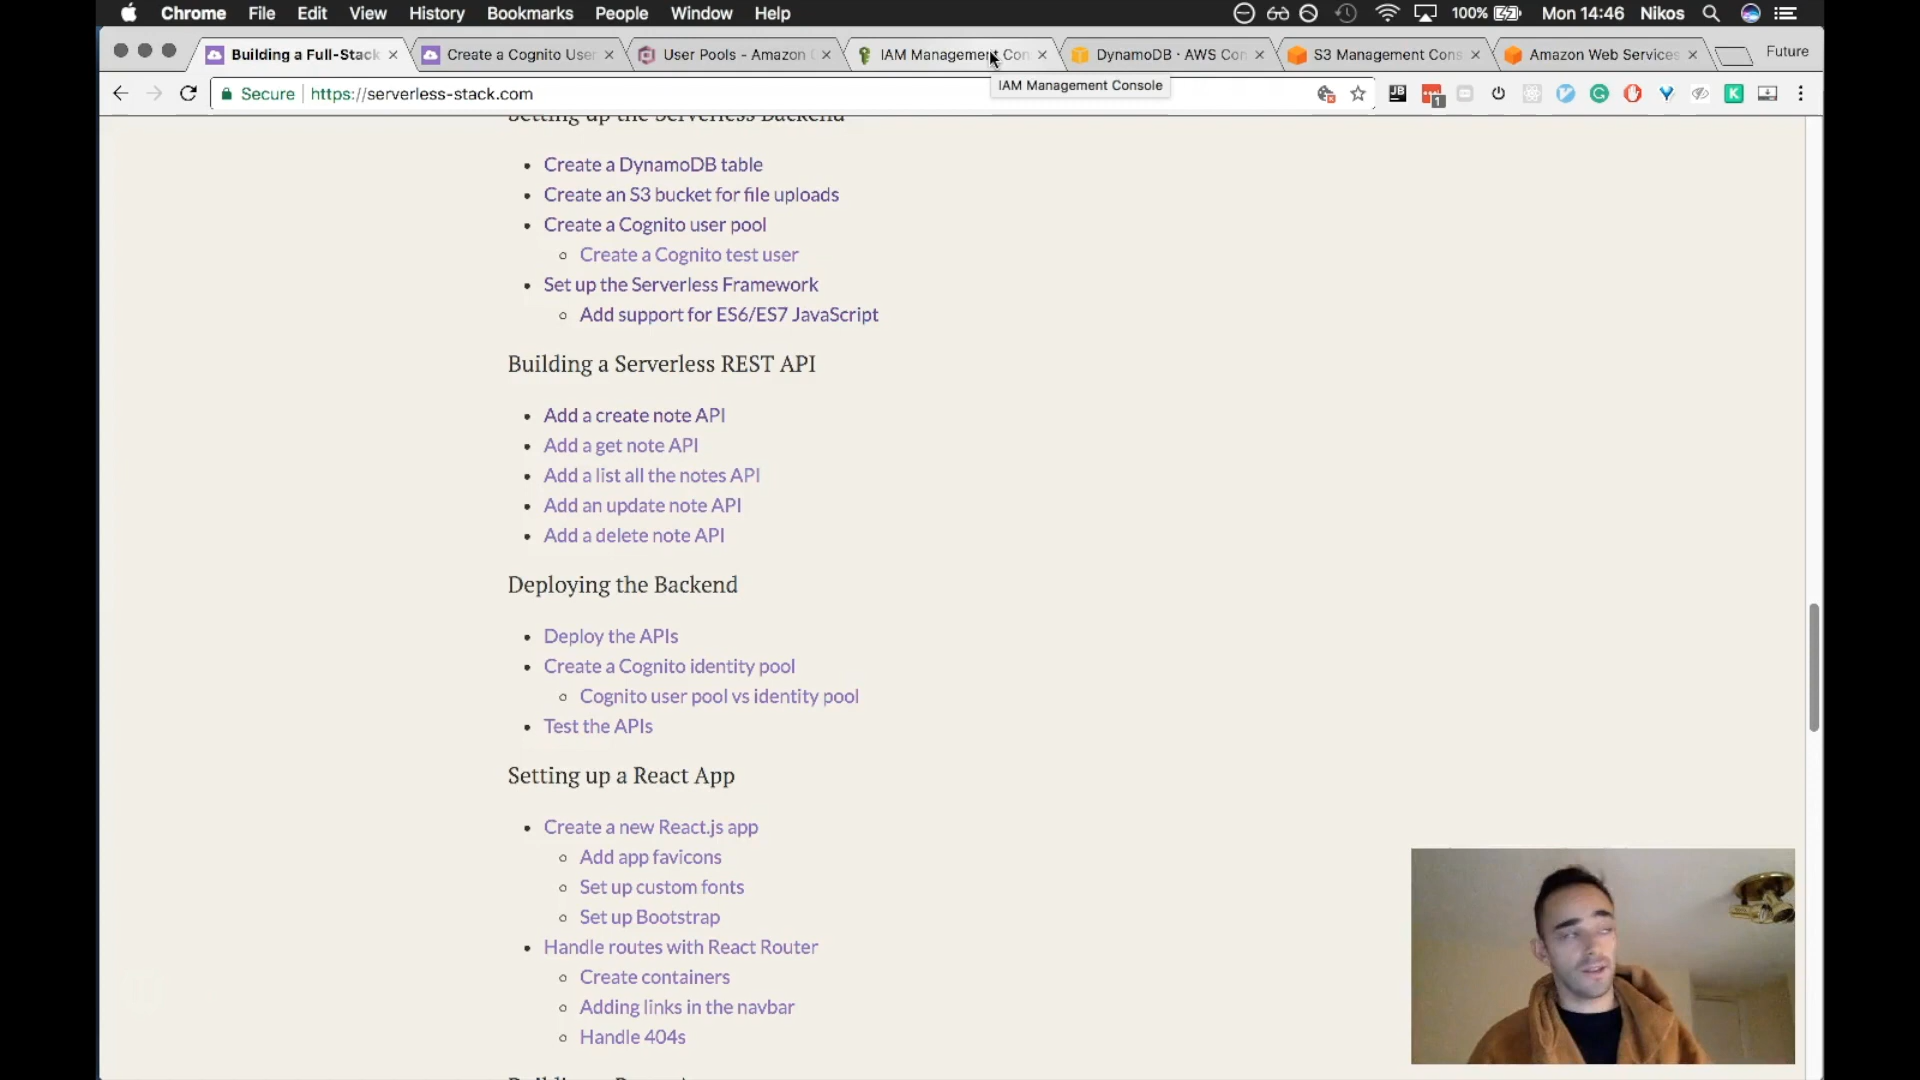 Chrome File Edit View History Bookmarks People Window Help 100% Mon 14:46 Nikos
Building a Full-Stack Create a Cognito User User Pools - Amazon IAM Management Con DynamoDB · AWS Con S3 Management Cons Amazon Web Services Future
Secure https://serverless-stack.com JB 1 K
IAM Management Console
Setting up the Serverless Backend
Create a DynamoDB table
Create an S3 bucket for file uploads
Create a Cognito user pool
Create a Cognito test user
Set up the Serverless Framework
Add support for ES6/ES7 JavaScript
Building a Serverless REST API
Add a create note API
Add a get note API
Add a list all the notes API
Add an update note API
Add a delete note API
Deploying the Backend
Deploy the APIs
Create a Cognito identity pool
Cognito user pool vs identity pool
Test the APIs
Setting up a React App
Create a new React.js app
Add app favicons
Set up custom fonts
Set up Bootstrap
Handle routes with React Router
Create containers
Adding links in the navbar
Handle 404s